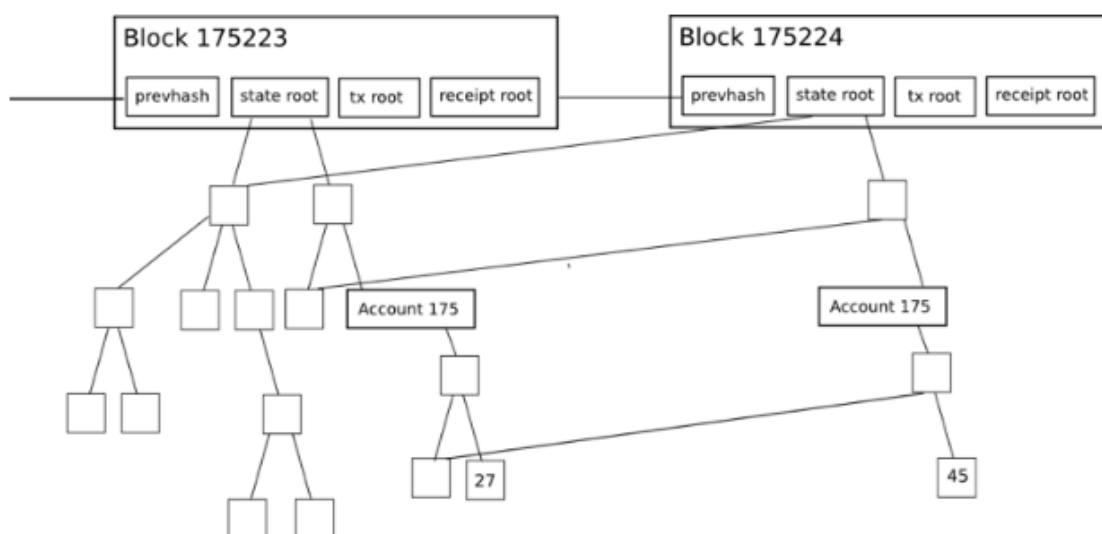 Block 175223
prevhash state root tx root receipt root
Block 175224
prevhash state root tx root receipt root
Account 175
Account 175
27
45